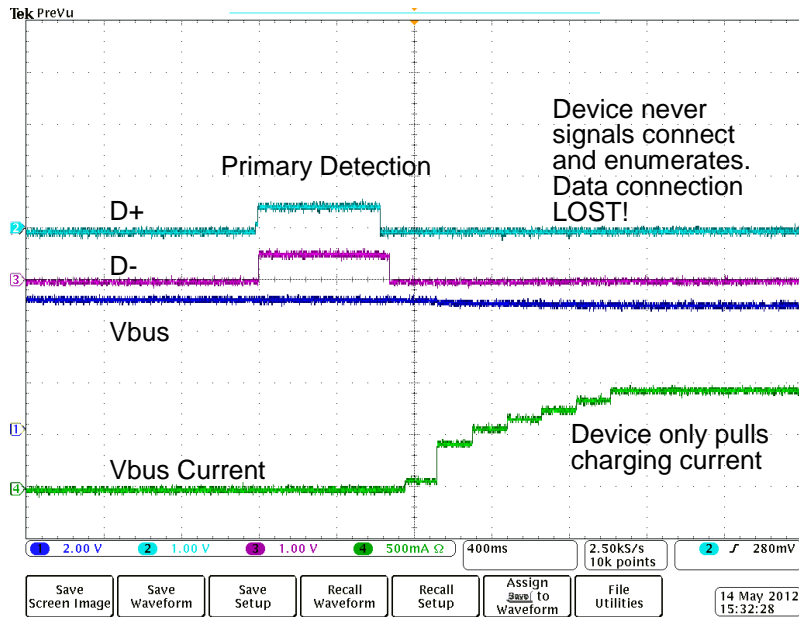 Tek PreVu
Device never
signals connect
and enumerates.
Data connection
LOST!
Primary Detection
D+
2
D-
3
Vbus
1
Device only pulls
charging current
Vbus Current
4
1 2.00 V 2 1.00 V 3 1.00 V 4 500mA Ω 400ms 2.50kS/s 2 280mV
10k points
Save Screen Image
Save Waveform
Save Setup
Recall Waveform
Recall Setup
Assign Save to Waveform
File Utilities
14 May 2012
15:32:28